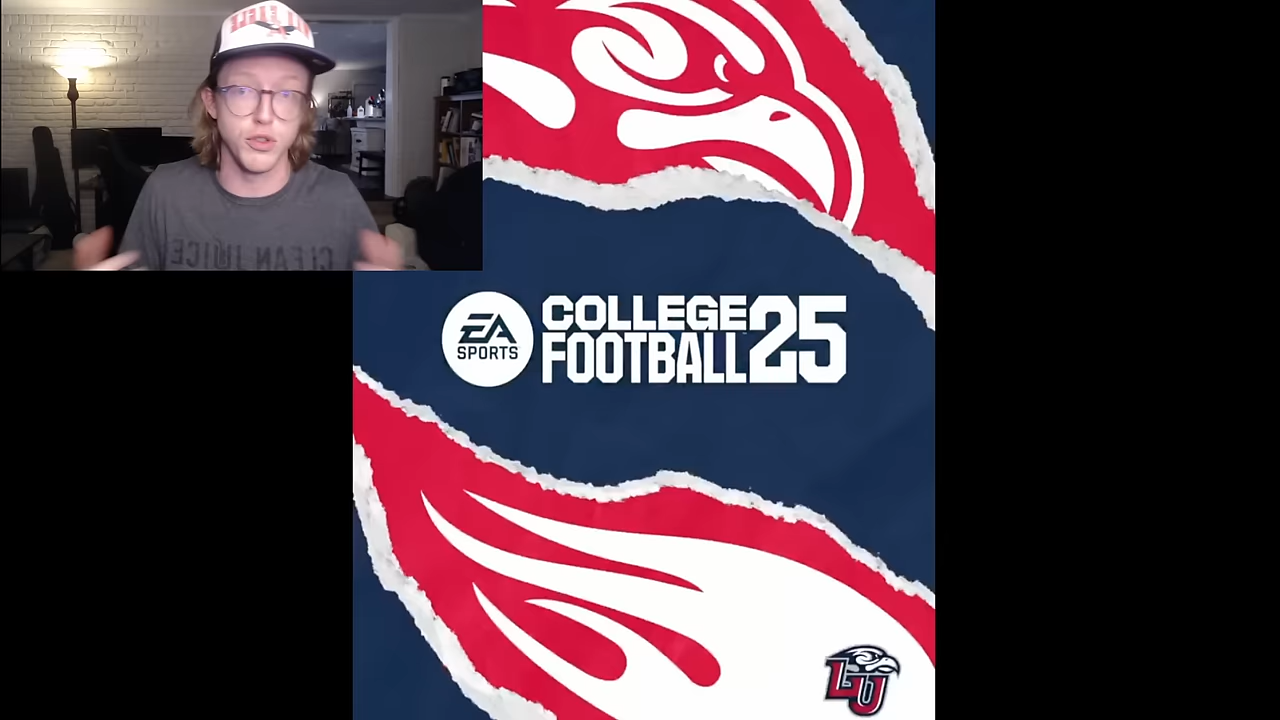 CLEAN JUICE
EA
SPORTS
COLLEGE
FOOTBALL 25
LU